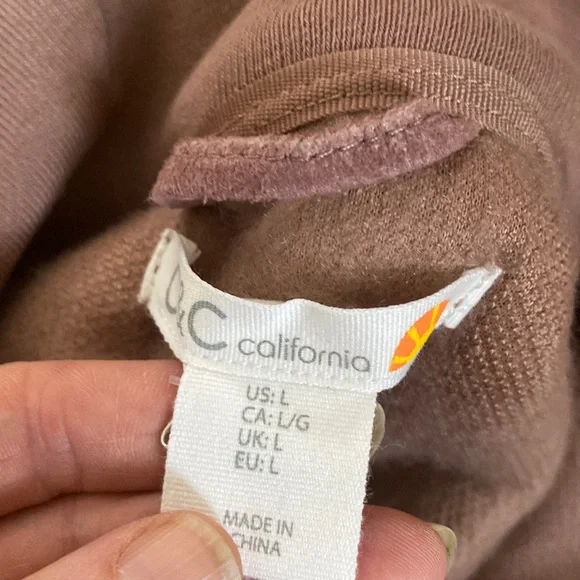 D&C california
US: L
CA: L/G
UK: L
EU: L
MADE IN
CHINA